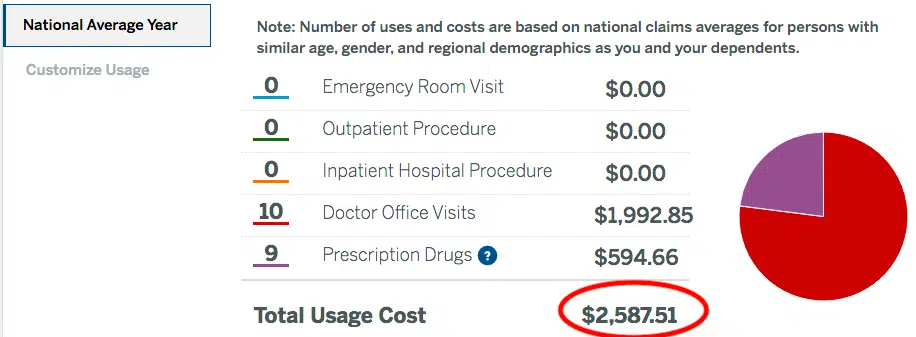 National Average Year
Customize Usage
Note: Number of uses and costs are based on national claims averages for persons with
similar age, gender, and regional demographics as you and your dependents.
0 Emergency Room Visit $0.00
0 Outpatient Procedure $0.00
0 Inpatient Hospital Procedure $0.00
10 Doctor Office Visits $1,992.85
9 Prescription Drugs ? $594.66
Total Usage Cost $2,587.51